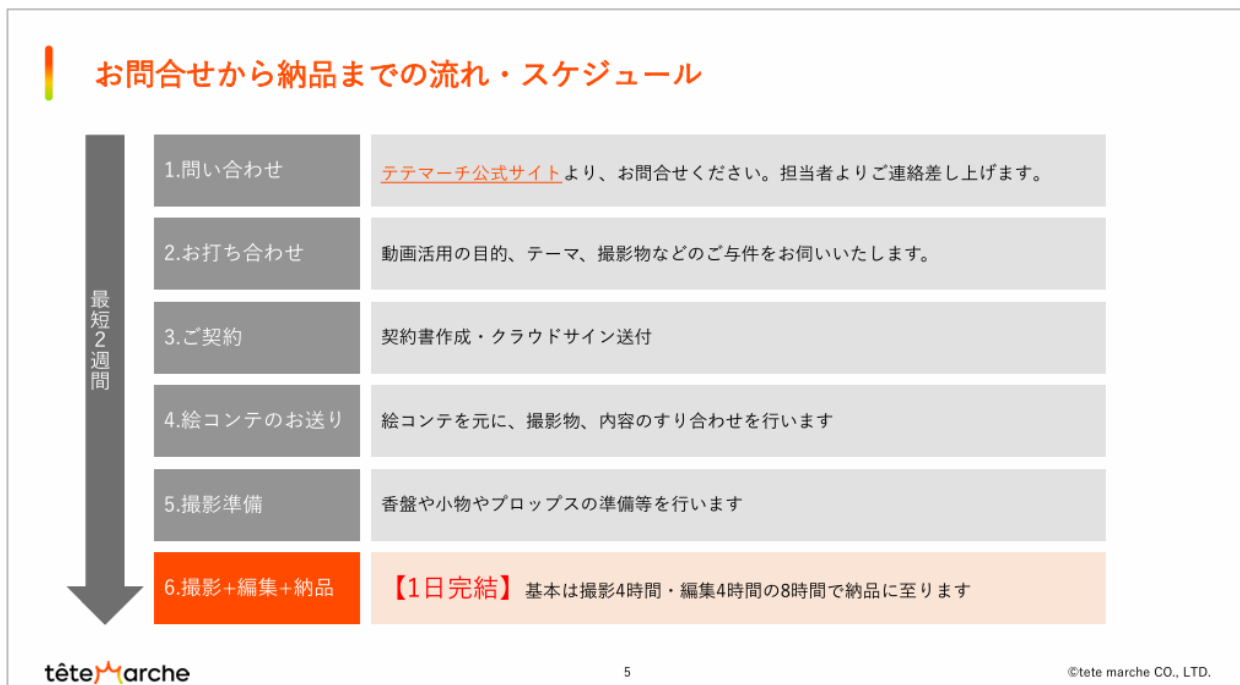 お問合せから納品までの流れ・スケジュール
最短2週間
1.問い合わせ
テテマーチ公式サイトより、お問合せください。担当者よりご連絡差し上げます。
2.お打ち合わせ
動画活用の目的、テーマ、撮影物などのご与件をお伺いいたします。
3.ご契約
契約書作成・クラウドサイン送付
4.絵コンテのお送り
絵コンテを元に、撮影物、内容のすり合わせを行います
5.撮影準備
香盤や小物やプロップスの準備等を行います
6.撮影+編集+納品
【1日完結】基本は撮影4時間・編集4時間の8時間で納品に至ります
tête marche
5
©tete marche CO., LTD.